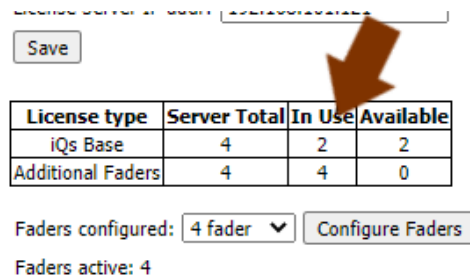 Save
License type Server Total In Use Available
iQs Base 4 2 2
Additional Faders 4 4 0
Faders configured: 4 fader Configure Faders
Faders active: 4